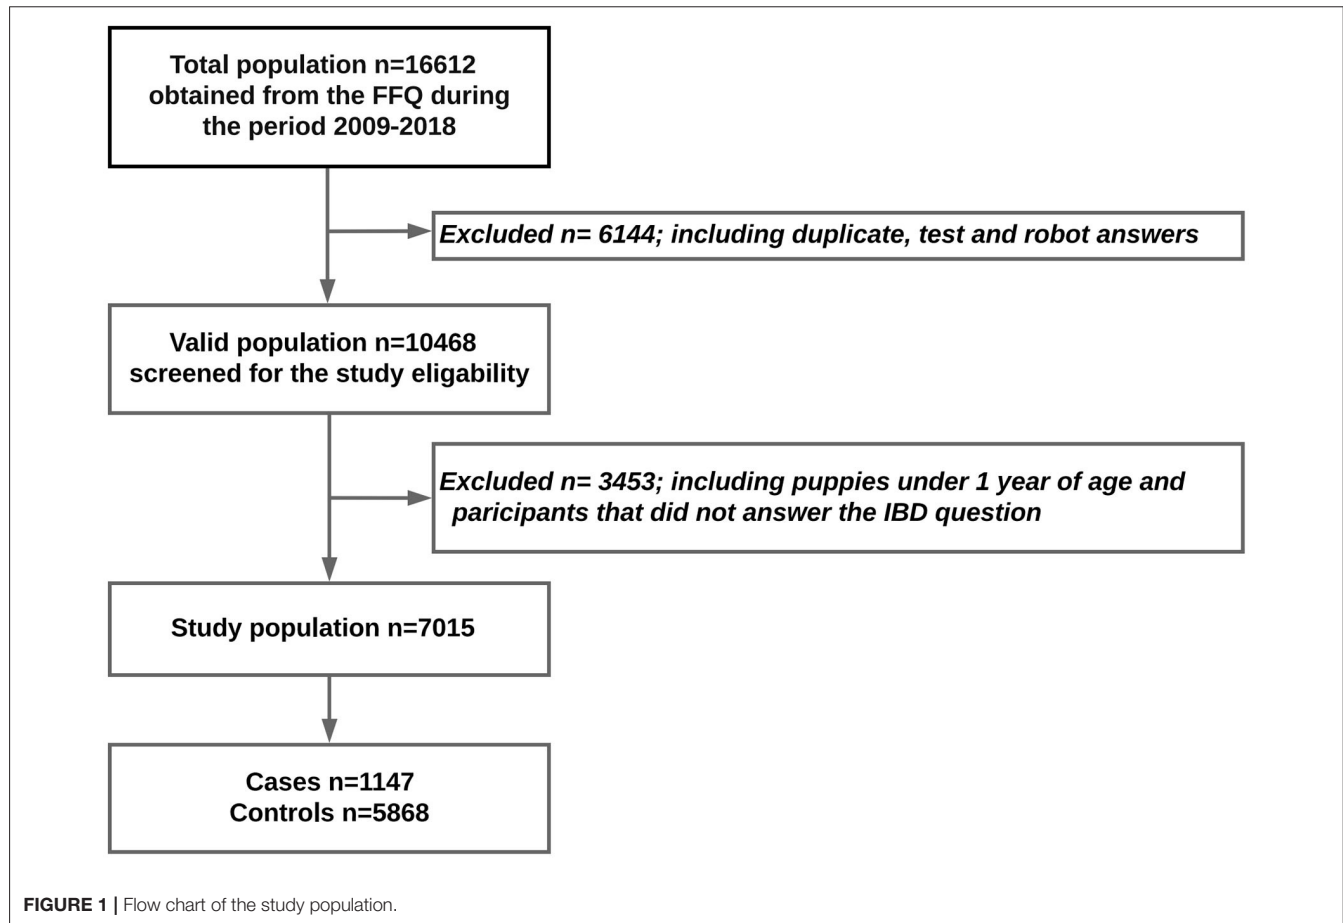 Total population n=16612
obtained from the FFQ during
the period 2009-2018
Excluded n= 6144; including duplicate, test and robot answers
Valid population n=10468
screened for the study eligability
Excluded n= 3453; including puppies under 1 year of age and
paricipants that did not answer the IBD question
Study population n=7015
Cases n=1147
Controls n=5868
FIGURE 1 | Flow chart of the study population.